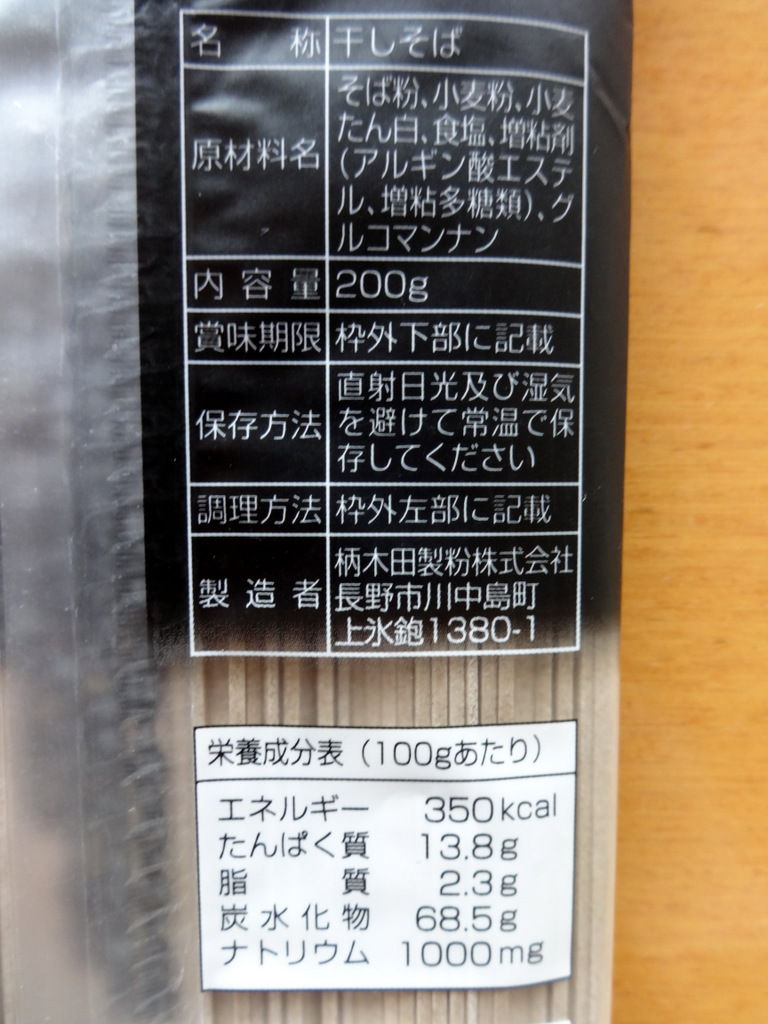 名称 干しそば
原材料名 そば粉、小麦粉、小麦
たん白、食塩、増粘剤
(アルギン酸エステ
ル、増粘多糖類)、グ
ルコマンナン
内容量 200g
賞味期限 枠外下部に記載
保存方法 直射日光及び湿気
を避けて常温で保
存してください
調理方法 枠外左部に記載
製造者 柄木田製粉株式会社
長野市川中島町
上氷鉋1380-1
栄養成分表(100gあたり)
エネルギー 350kcal
たんぱく質 13.8g
脂質 2.3g
炭水化物 68.5g
ナトリウム 1000mg